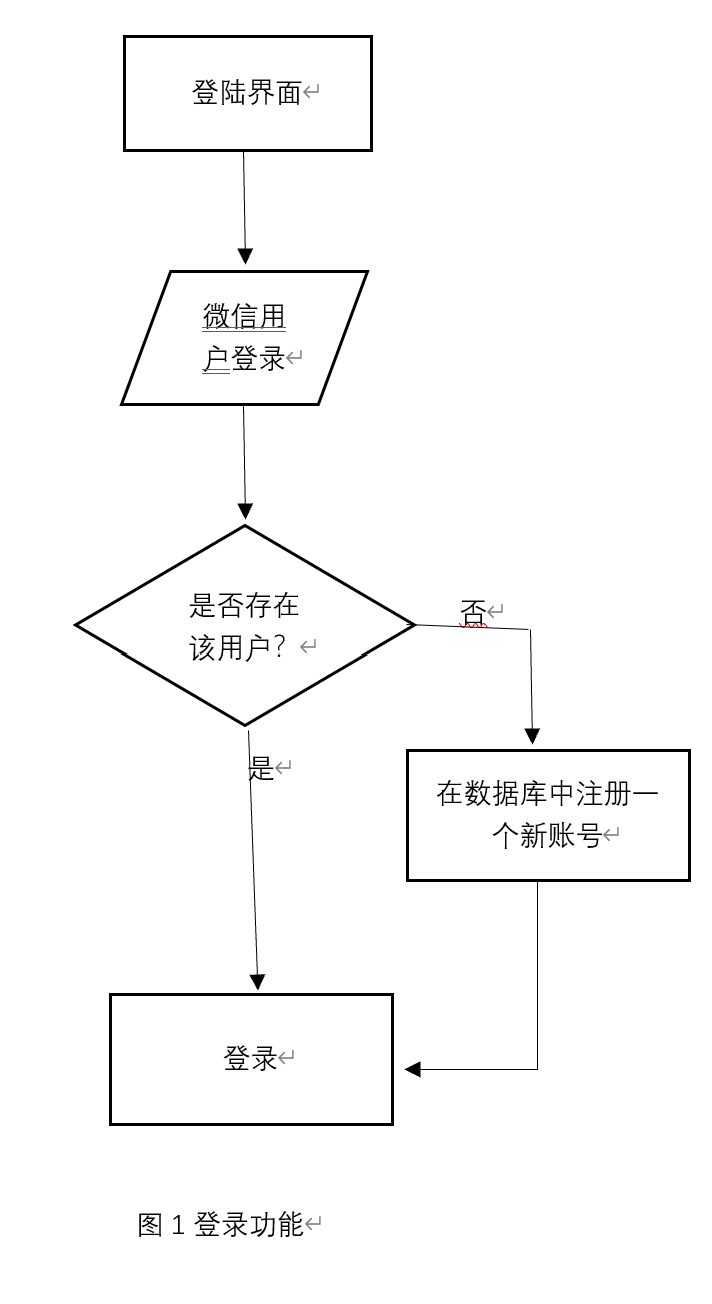 登陆界面
微信用
户登录
是否存在
该用户？
否
是
在数据库中注册一
个新账号
登录
图 1 登录功能